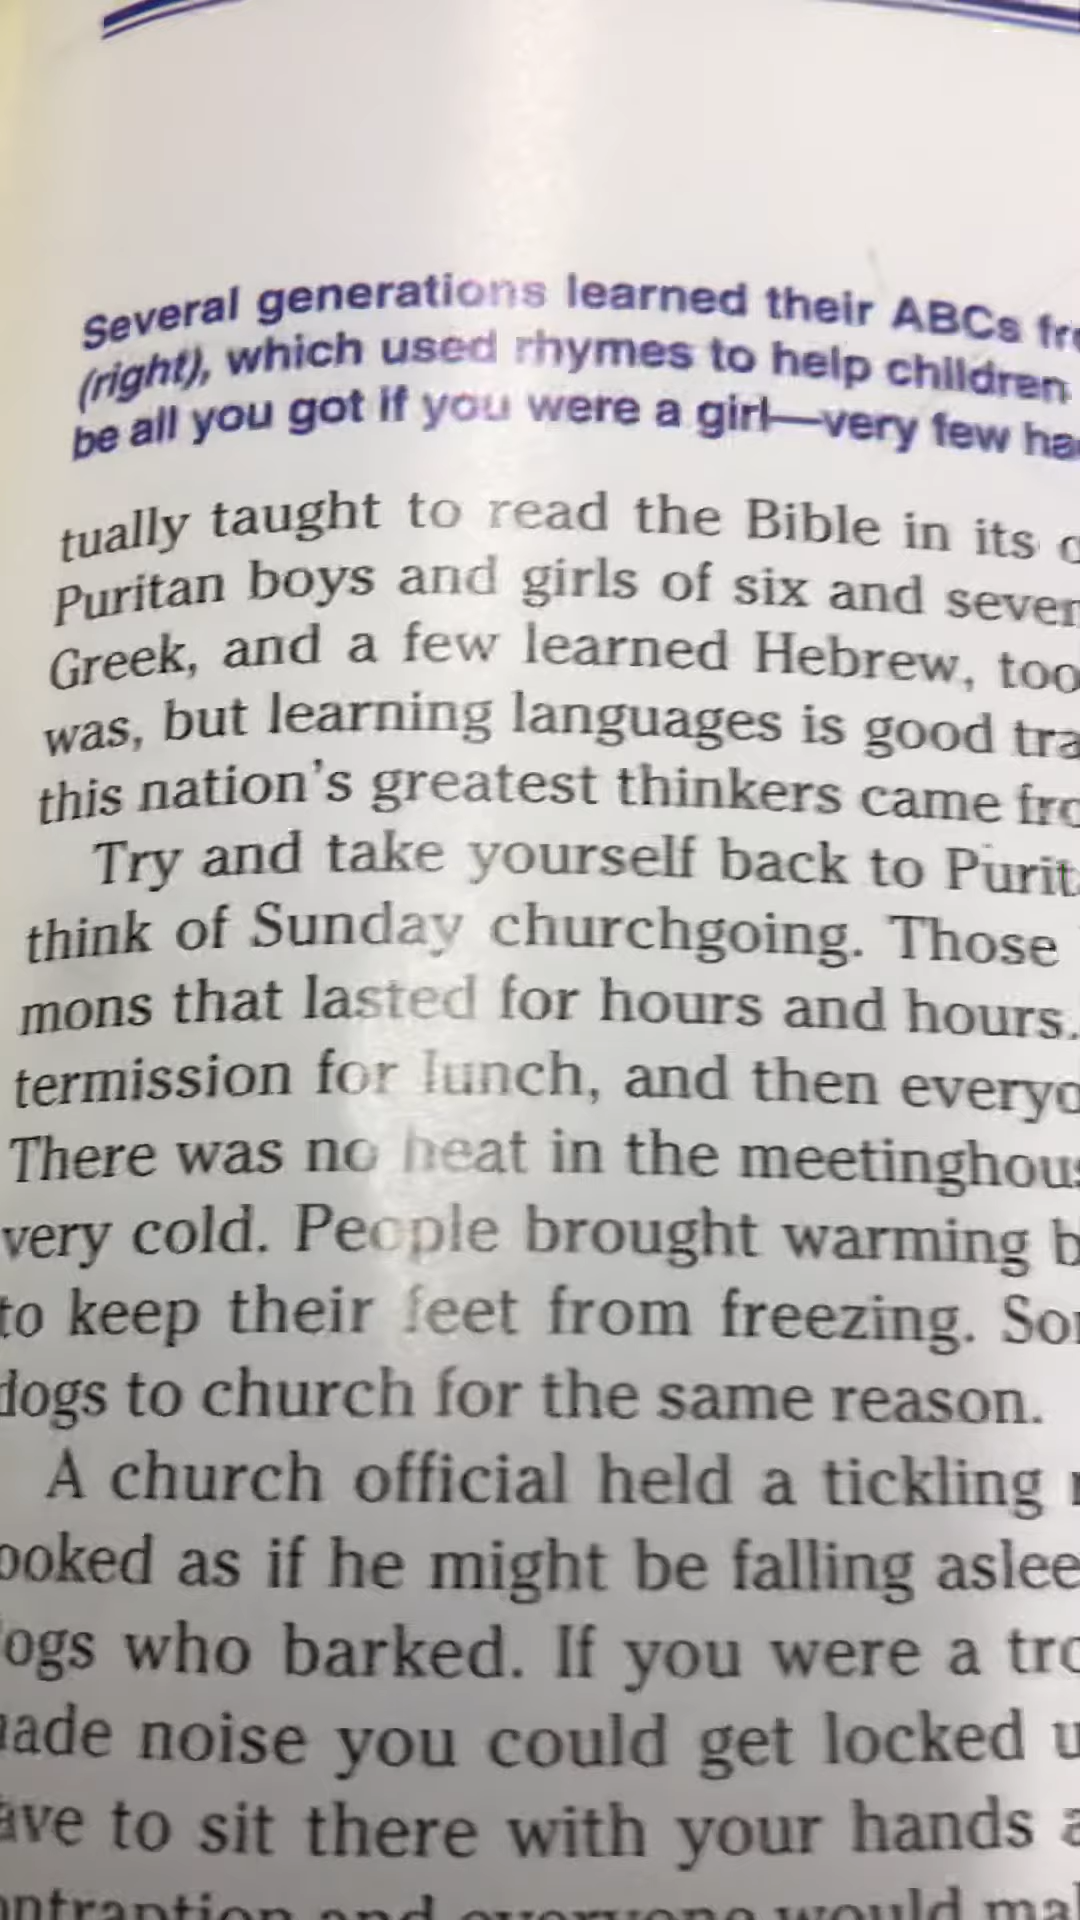 Several generations learned their ABCs
(right), which used rhymes to help children
be all you got if you were a girl—very few
tually taught to read the Bible in its
Puritan boys and girls of six and
Greek, and a few learned Hebrew, too
was, but learning languages is good
this nation's greatest thinkers came
Try and take yourself back to
think of Sunday churchgoing. Those
mons that lasted for hours and hours.
termission for lunch, and then
There was no heat in the
very cold. People brought warming
to keep their feet from freezing.
to church for the same reason.
A church official held a tickling
as if he might be falling
who barked. If you were a
noise you could get locked
to sit there with your hands
and everyone would